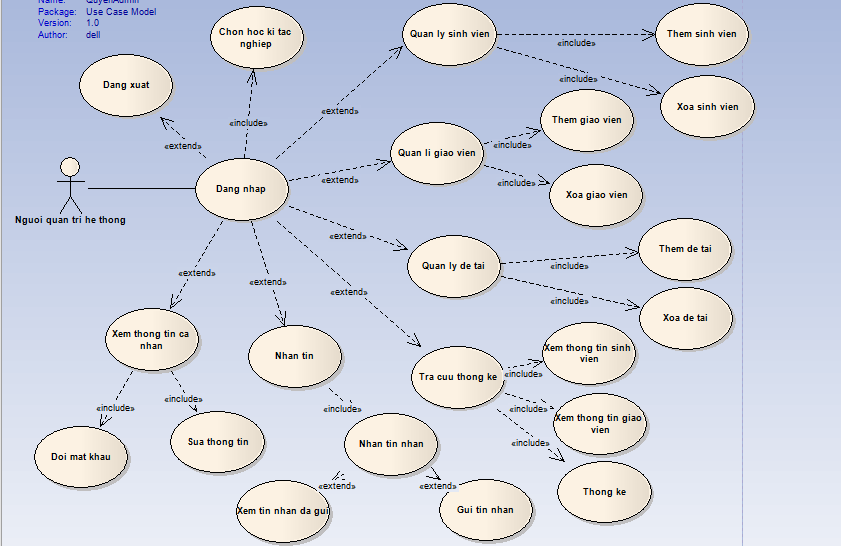 Name: QuyenAdmin
Package: Use Case Model
Version: 1.0
Author: dell
Chon hoc ki tac
nghiep
Quan ly sinh vien
«include»
Them sinh vien
«include»
Dang xuat
Xoa sinh vien
«extend»
«include»
Them giao vien
«extend»
Quan li giao vien
«include»
«extend»
«include»
Dang nhap
Xoa giao vien
Nguoi quan tri he thong
«extend»
Them de tai
Quan ly de tai
«include»
«extend»
«extend»
«extend»
«include»
Xoa de tai
Xem thong tin ca
nhan
Nhan tin
Xem thong tin sinh
vien
Tra cuu thong ke
«include»
«include»
«include»
«include»
«include»
Xem thong tin giao
vien
Doi mat khau
Sua thong tin
Nhan tin nhan
«include»
«extend»
«extend»
Thong ke
Xem tin nhan da gui
Gui tin nhan